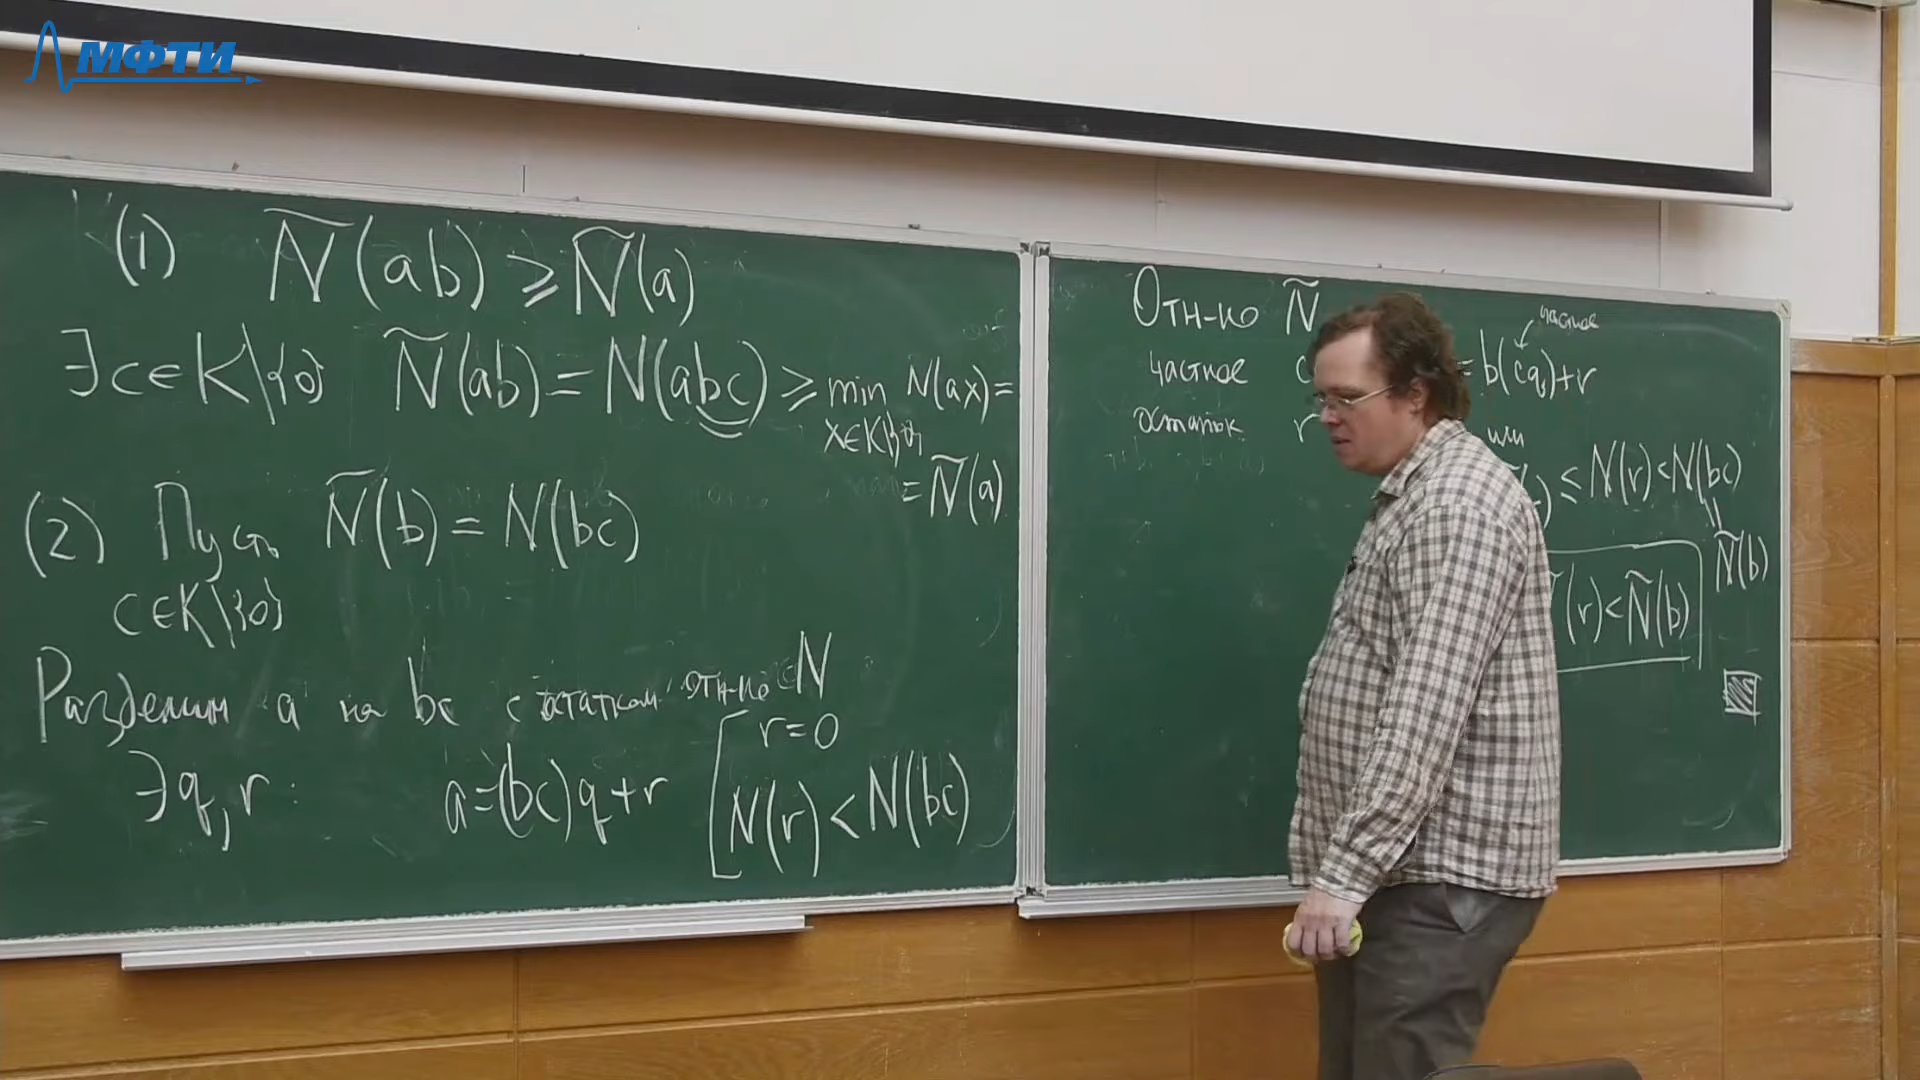 МФТИ
(1) Ñ(ab) ⩾ Ñ(a)
∃ c∈K\{0} Ñ(ab) = N(abc) ⩾ min N(ax) =
x∈K\{0}
= Ñ(a)
(2) Пусть Ñ(b) = N(bc)
c∈K\{0}
Разделим a на bc с остатком отн-но N
∃ q, r: a=(bc)q+r [ r=0
N(r) < N(bc)
Отн-но Ñ
частное
частное = b(cq)+r
остаток r или
⩽ N(r) < N(bc)
||
Ñ(b)
(r) < Ñ(b)